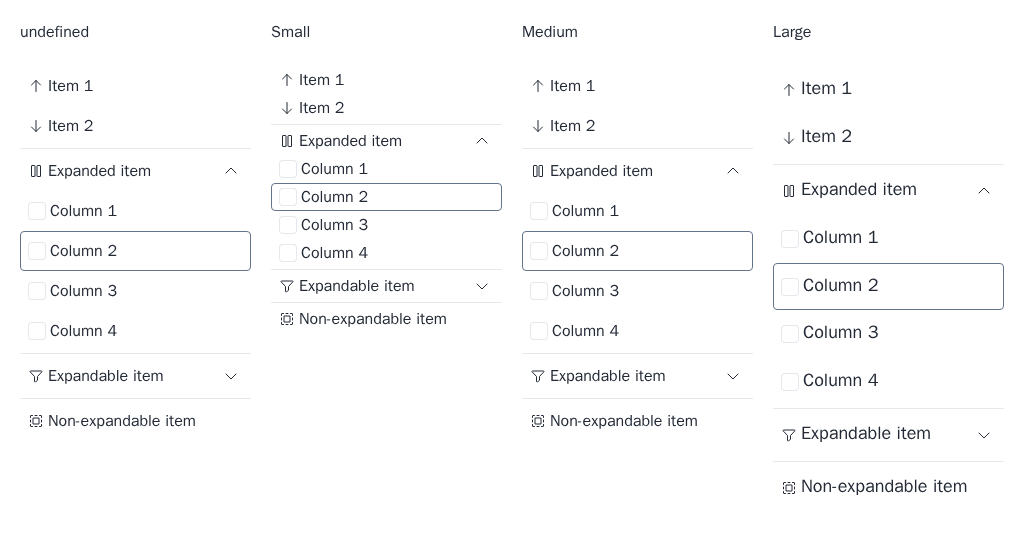 undefined
Item 1
Item 2
Expanded item
Column 1
Column 2
Column 3
Column 4
Expandable item
Non-expandable item
Small
Item 1
Item 2
Expanded item
Column 1
Column 2
Column 3
Column 4
Expandable item
Non-expandable item
Medium
Item 1
Item 2
Expanded item
Column 1
Column 2
Column 3
Column 4
Expandable item
Non-expandable item
Large
Item 1
Item 2
Expanded item
Column 1
Column 2
Column 3
Column 4
Expandable item
Non-expandable item